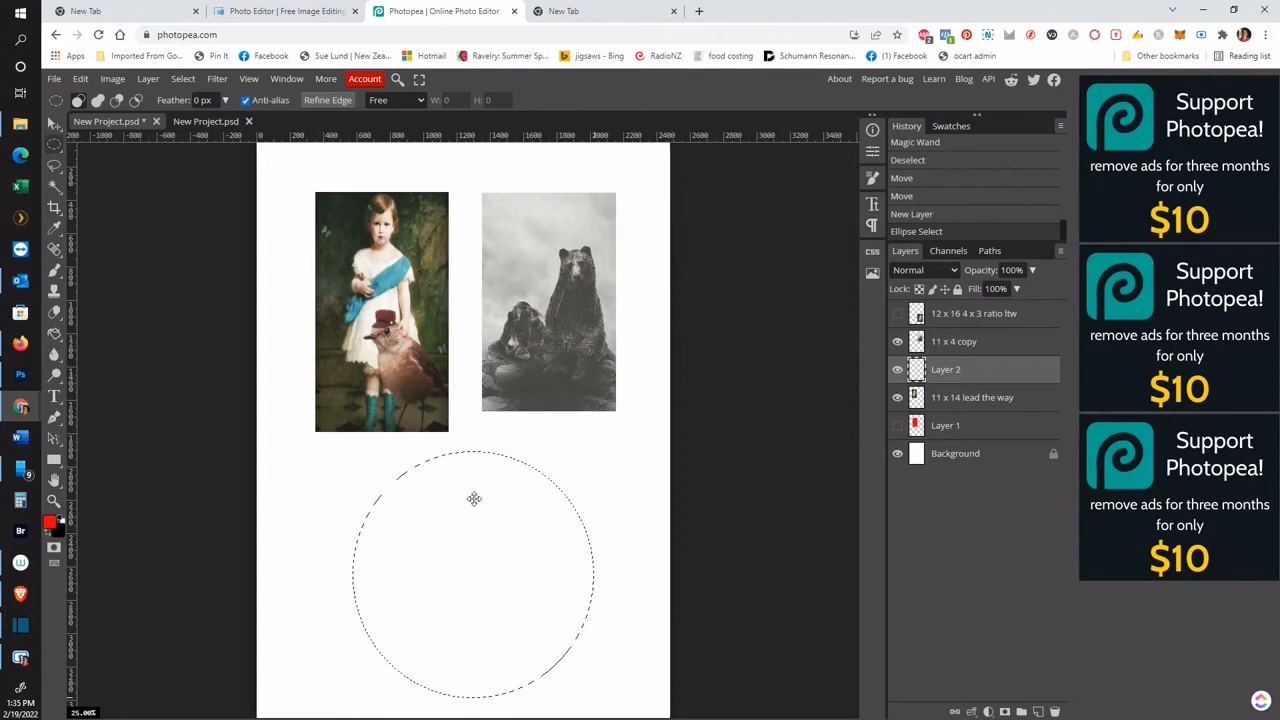 New Tab
Photo Editor | Free Image Editing
Photopea | Online Photo Editor
New Tab
photopea.com
Apps
Imported From Goo...
Facebook
Sue Lund / New Zea...
Hotmail
Ravelry: Summer Sp...
jigsaws - Bing
RadioNZ
food costing
Schumann Resonan...
(1) Facebook
ocart admin
Other bookmarks
Reading list
File Edit Image Layer Select Filter View Window More Account
About Report a bug Learn Blog API
Feather: 0 px Anti-alias Refine Edge Free W: 0 H: 0
New Project.psd * New Project.psd
History Swatches
Magic Wand
Deselect
Move
Move
New Layer
Ellipse Select
Layers Channels Paths
Normal Opacity: 100%
Lock: Fill: 100%
12 x 16 4 x 3 ratio ltw
11 x 4 copy
Layer 2
11 x 14 lead the way
Layer 1
Background
CSS
Support
Photopea!
remove ads for three months
for only
$10
Support
Photopea!
remove ads for three months
for only
$10
Support
Photopea!
remove ads for three months
for only
$10
25.00%
1:35 PM
2/19/2022